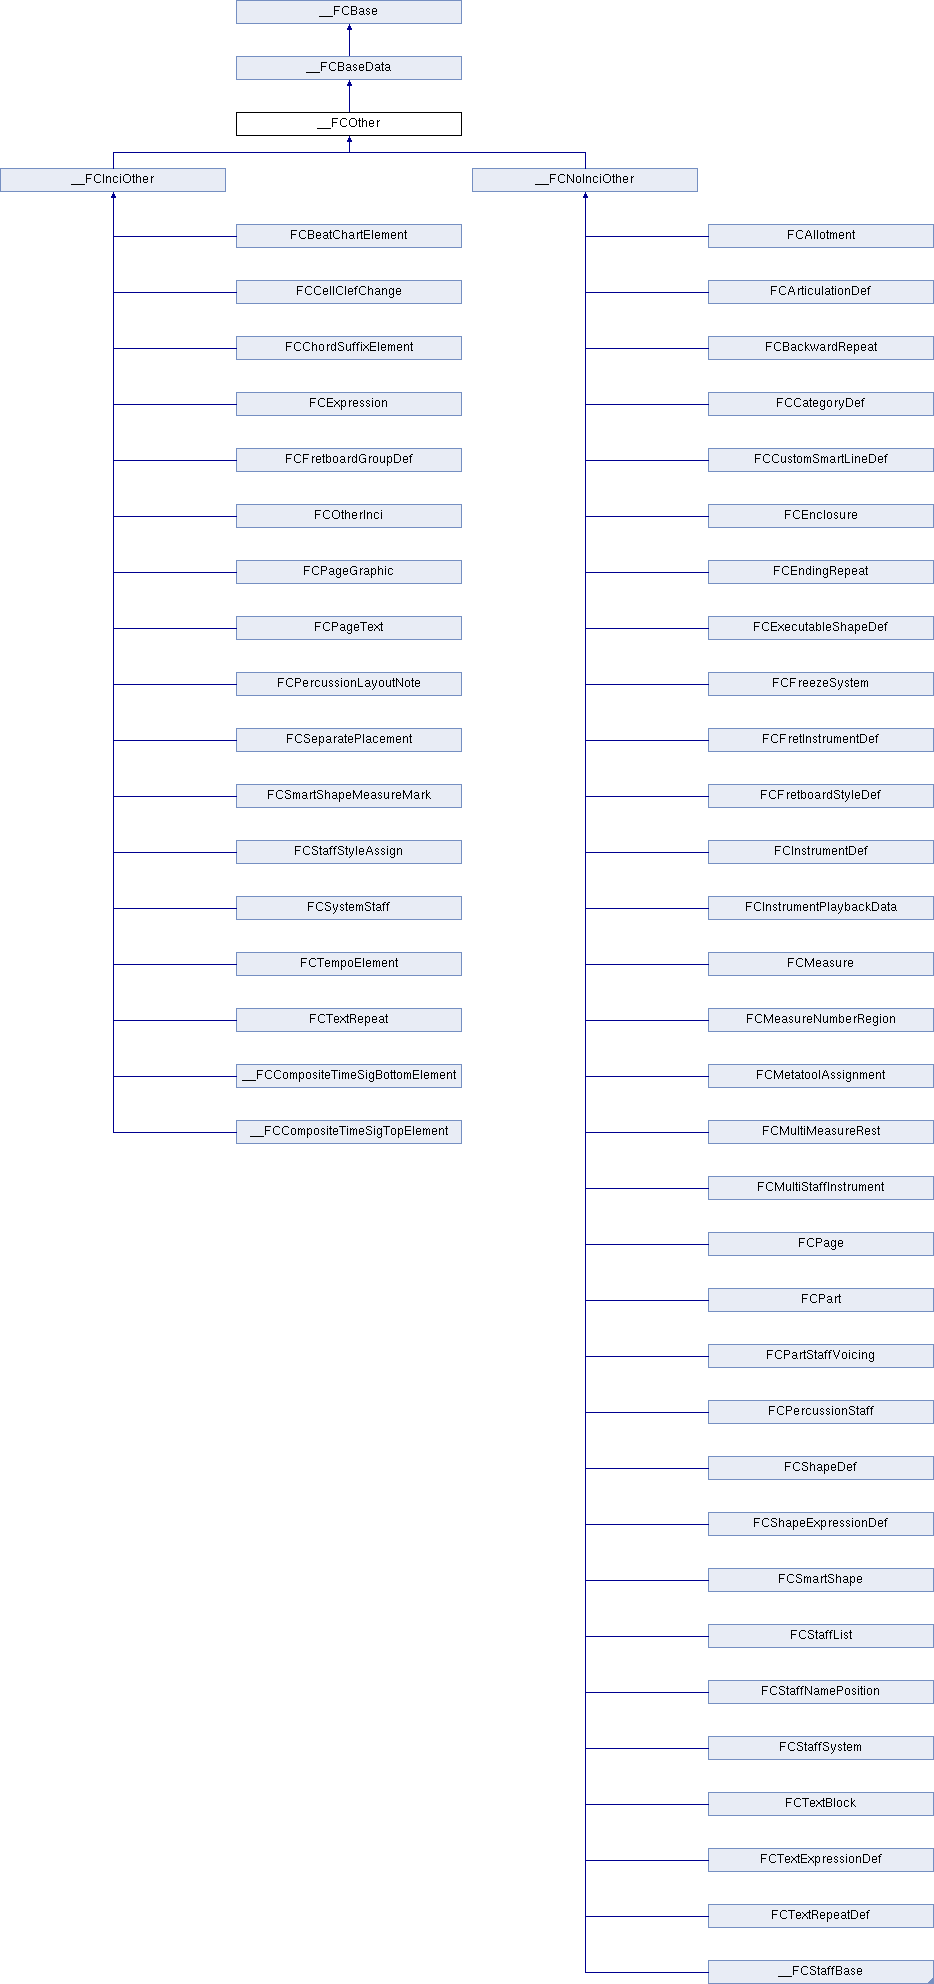 __FCBase
__FCBaseData
__FCOther
__FCInciOther
__FCNoInciOther
FCBeatChartElement
FCCellClefChange
FCChordSuffixElement
FCExpression
FCFretboardGroupDef
FCOtherInci
FCPageGraphic
FCPageText
FCPercussionLayoutNote
FCSeparatePlacement
FCSmartShapeMeasureMark
FCStaffStyleAssign
FCSystemStaff
FCTempoElement
FCTextRepeat
__FCCompositeTimeSigBottomElement
__FCCompositeTimeSigTopElement
FCAllotment
FCArticulationDef
FCBackwardRepeat
FCCategoryDef
FCCustomSmartLineDef
FCEnclosure
FCEndingRepeat
FCExecutableShapeDef
FCFreezeSystem
FCFretInstrumentDef
FCFretboardStyleDef
FCInstrumentDef
FCInstrumentPlaybackData
FCMeasure
FCMeasureNumberRegion
FCMetatoolAssignment
FCMultiMeasureRest
FCMultiStaffInstrument
FCPage
FCPart
FCPartStaffVoicing
FCPercussionStaff
FCShapeDef
FCShapeExpressionDef
FCSmartShape
FCStaffList
FCStaffNamePosition
FCStaffSystem
FCTextBlock
FCTextExpressionDef
FCTextRepeatDef
__FCStaffBase